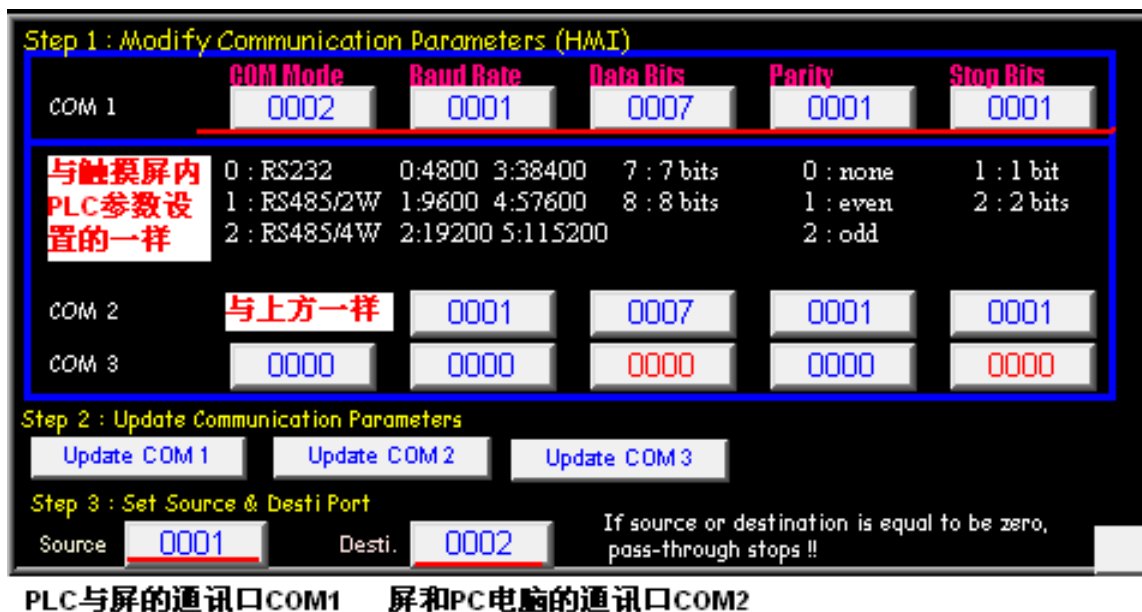 Step 1 : Modify Communication Parameters (HMI)
COM Mode Baud Rate Data Bits Parity Stop Bits
COM 1 0002 0001 0007 0001 0001
与触摸屏内
PLC参数设
置的一样
0 : RS232 0:4800 3:38400 7 : 7 bits 0 : none 1 : 1 bit
1 : RS485/2W 1:9600 4:57600 8 : 8 bits 1 : even 2 : 2 bits
2 : RS485/4W 2:19200 5:115200 2 : odd
COM 2 与上方一样 0001 0007 0001 0001
COM 3 0000 0000 0000 0000 0000
Step 2 : Update Communication Parameters
Update COM 1 Update COM 2 Update COM 3
Step 3 : Set Source & Desti Port
Source 0001 Desti. 0002
If source or destination is equal to be zero,
pass-through stops !!
PLC与屏的通讯口COM1 屏和PC电脑的通讯口COM2